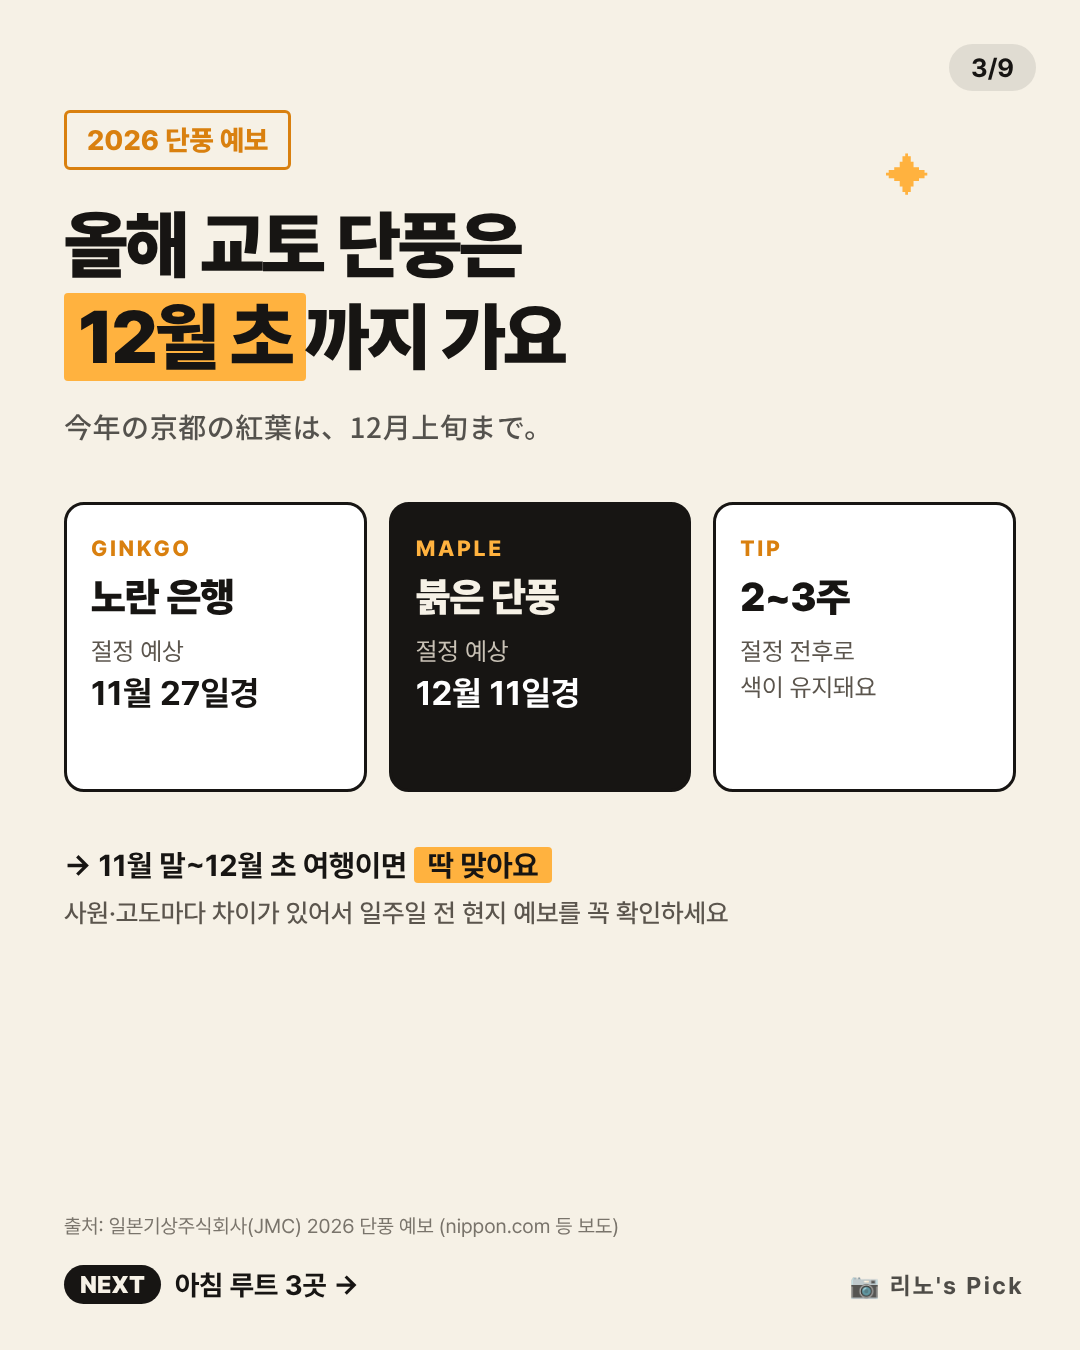 3/9
2026 단풍 예보
올해 교토 단풍은
12월 초까지 가요
今年の京都の紅葉は、12月上旬まで。
GINKGO
노란 은행
절정 예상
11월 27일경
MAPLE
붉은 단풍
절정 예상
12월 11일경
TIP
2~3주
절정 전후로
색이 유지돼요
→ 11월 말~12월 초 여행이면 딱 맞아요
사원·고도마다 차이가 있어서 일주일 전 현지 예보를 꼭 확인하세요
출처: 일본기상주식회사(JMC) 2026 단풍 예보 (nippon.com 등 보도)
NEXT 아침 루트 3곳 →
리노's Pick